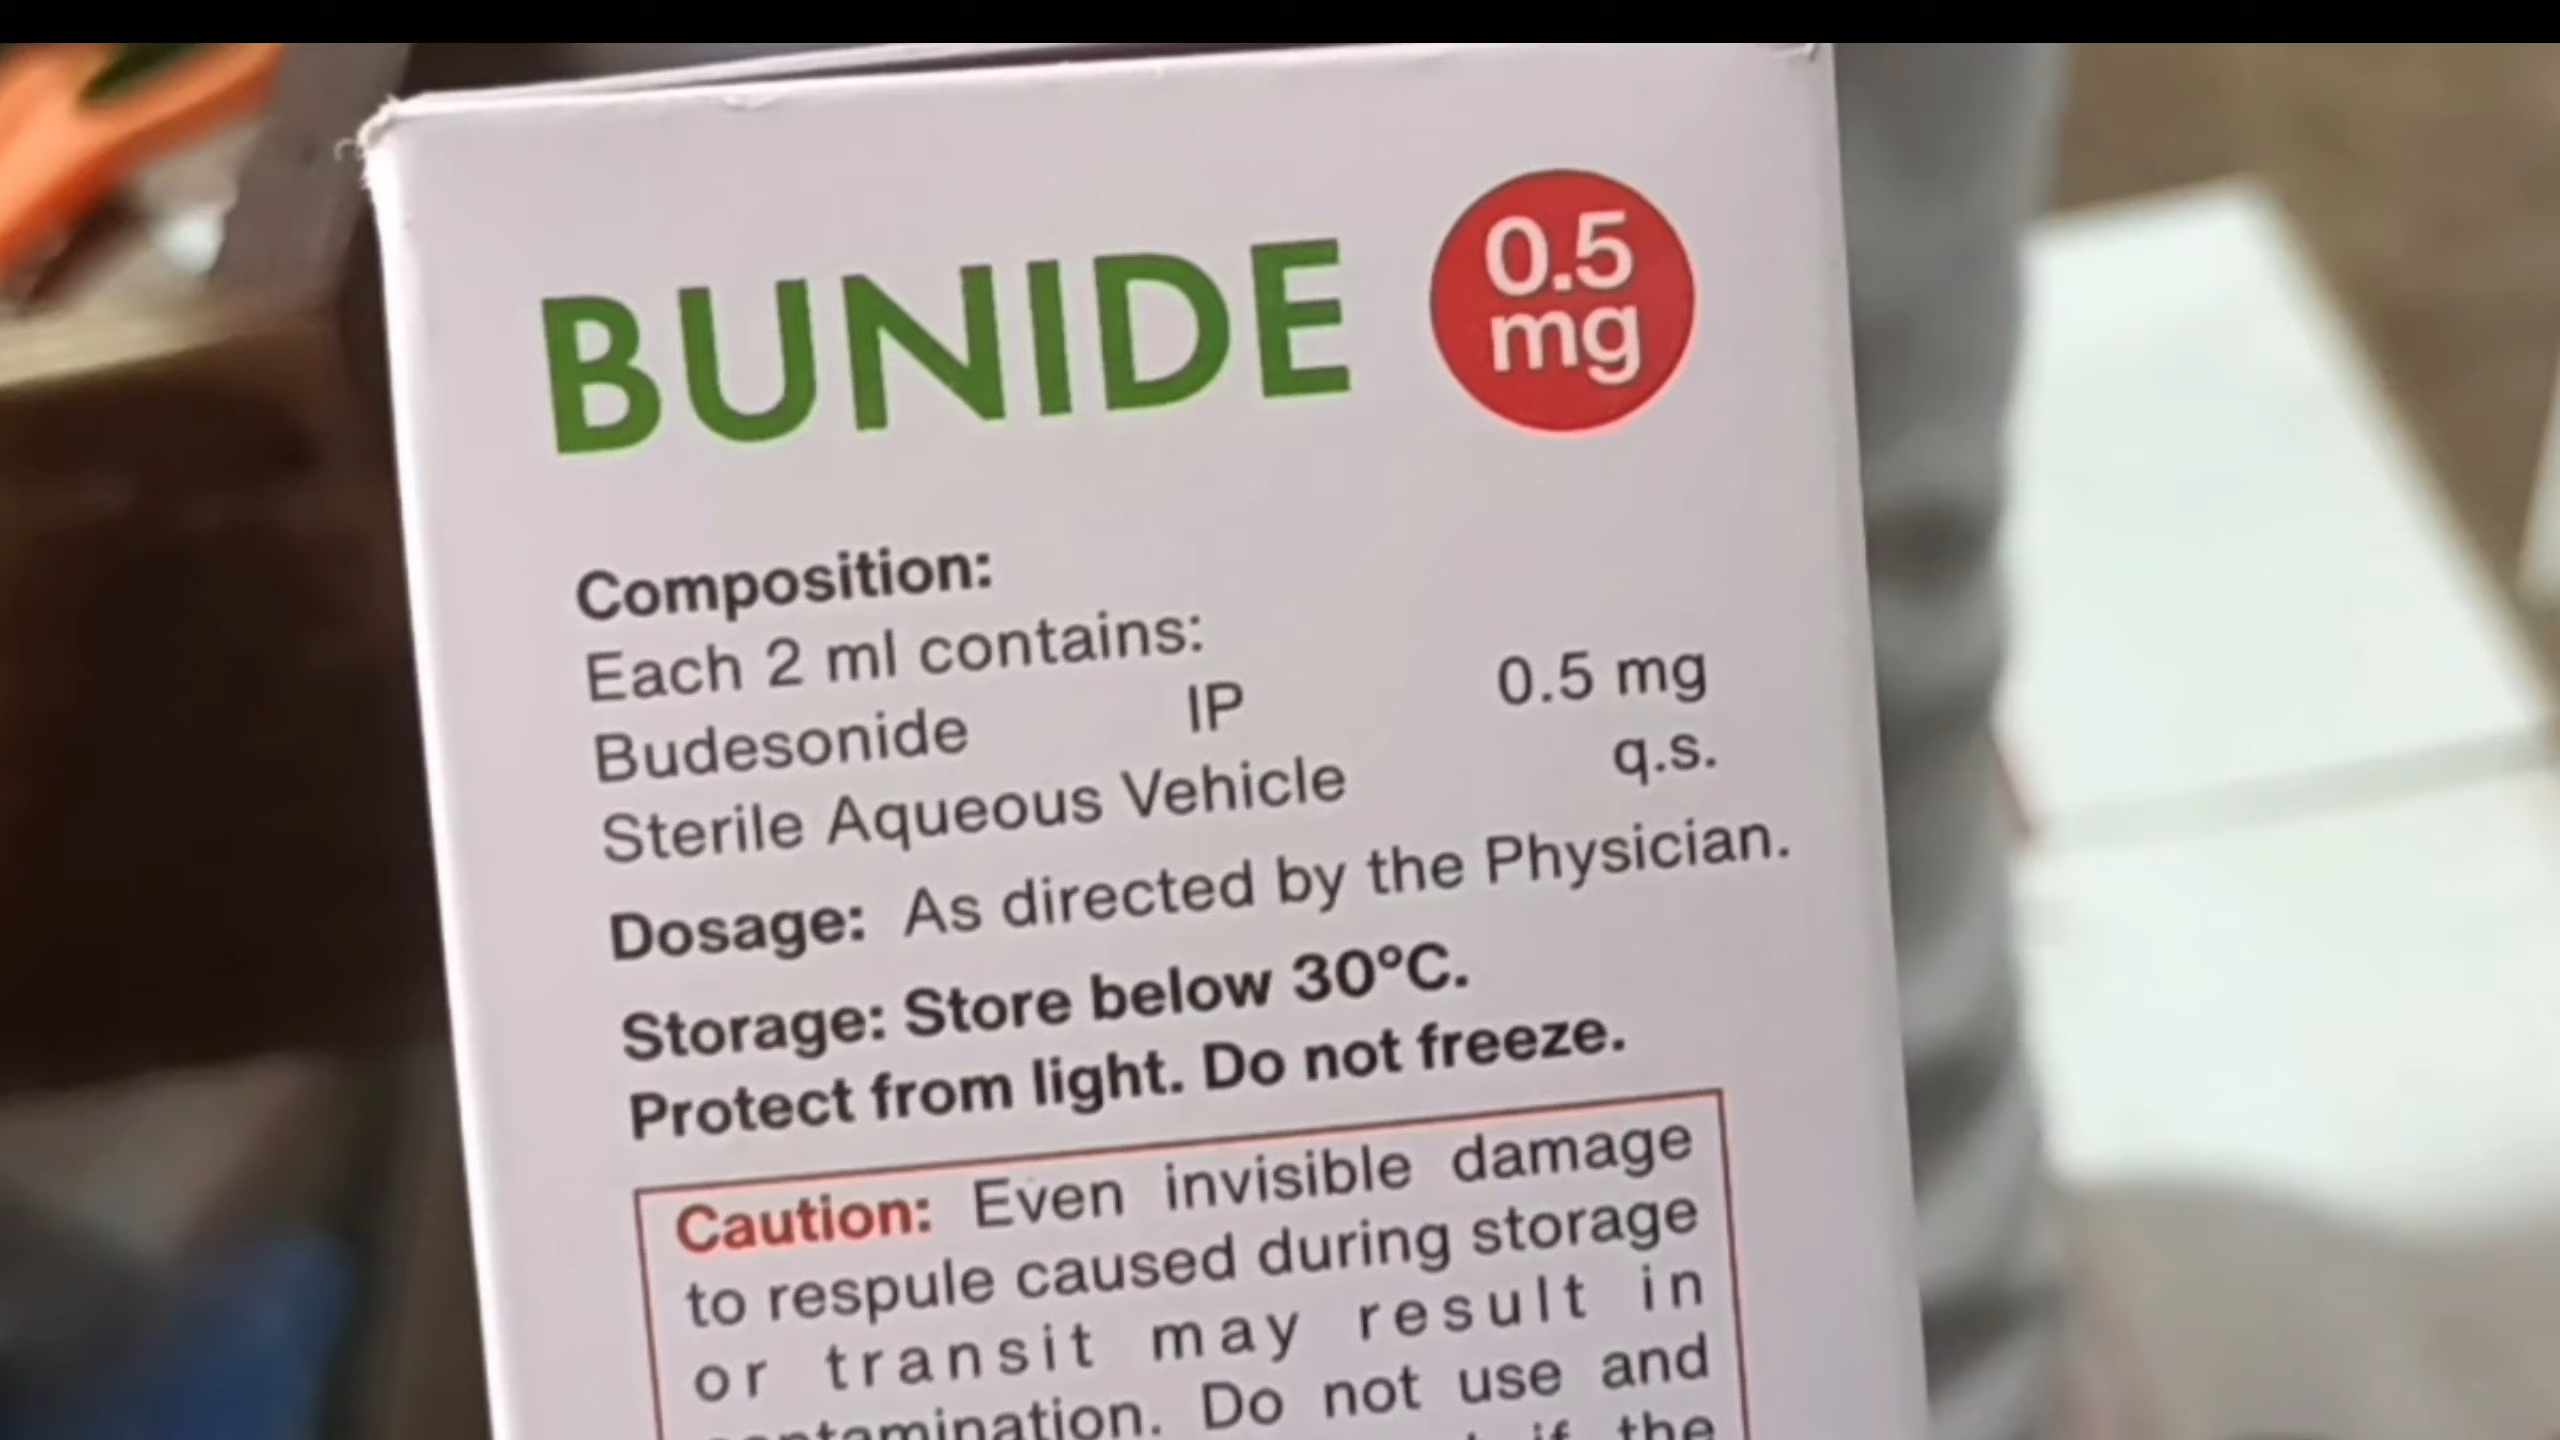 BUNIDE 0.5 mg
Composition:
Each 2 ml contains:
Budesonide IP 0.5 mg
Sterile Aqueous Vehicle q.s.
Dosage: As directed by the Physician.
Storage: Store below 30°C.
Protect from light. Do not freeze.
Caution: Even invisible damage
to respule caused during storage
or transit may result in
contamination. Do not use and
if the